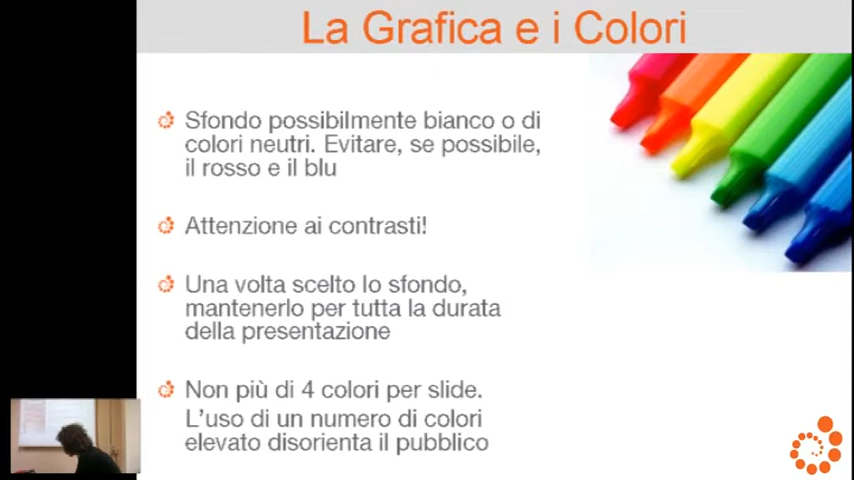 La Grafica e i Colori
Sfondo possibilmente bianco o di
colori neutri. Evitare, se possibile,
il rosso e il blu
Attenzione ai contrasti!
Una volta scelto lo sfondo,
mantenerlo per tutta la durata
della presentazione
Non più di 4 colori per slide.
L'uso di un numero di colori
elevato disorienta il pubblico